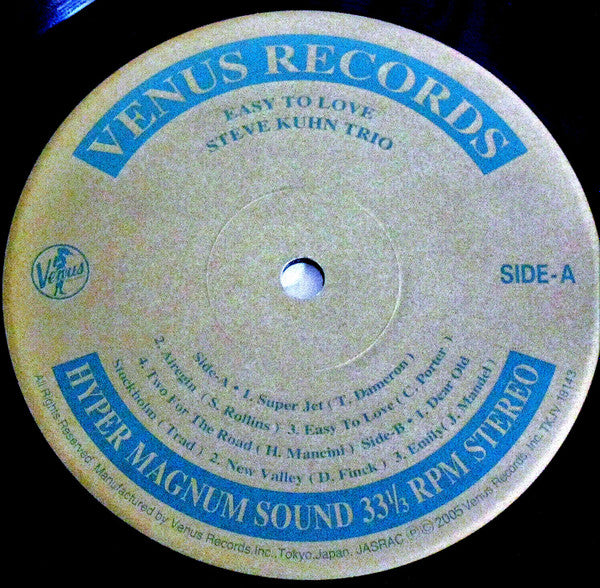 VENUS RECORDS
EASY TO LOVE
STEVE KUHN TRIO
Venus
SIDE-A
Side-A • 1. Super Jet ( T. Dameron )
2. Airegin ( S. Rollins ) 3. Easy To Love ( C. Porter )
4. Two For The Road ( H. Mancini ) Side-B • 1. Dear Old
Stockholm ( Trad ) 2. New Valley ( D. Finck ) 3. Emily( J. Mandel )
HYPER MAGNUM SOUND 33 1/3 RPM STEREO
All Rights Reserved. Manufactured by Venus Records, Inc., Tokyo, Japan. JASRAC Ⓟ© 2005 Venus Records, Inc. TKJV-19143